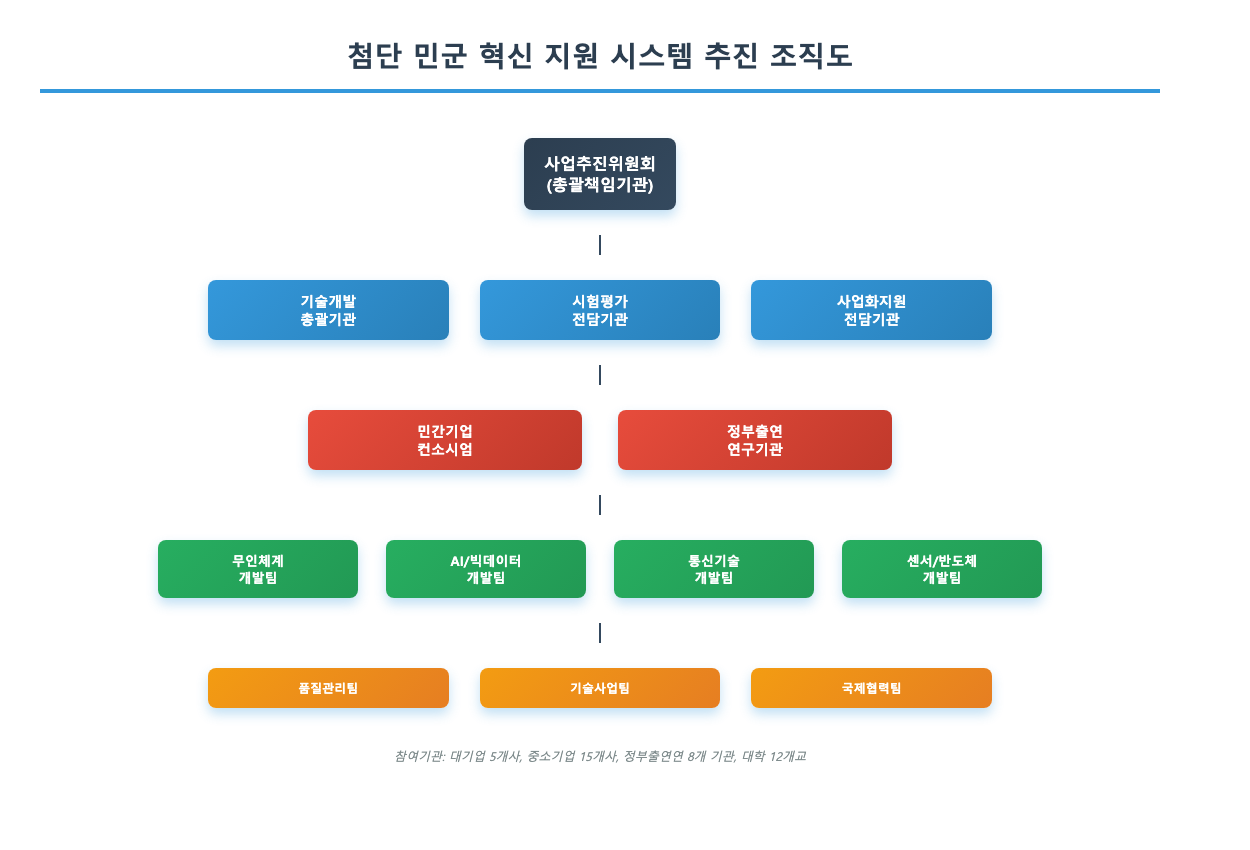 첨단 민군 혁신 지원 시스템 추진 조직도
사업추진위원회
(총괄책임기관)
기술개발
총괄기관
시험평가
전담기관
사업화지원
전담기관
민간기업
컨소시엄
정부출연
연구기관
무인체계
개발팀
AI/빅데이터
개발팀
통신기술
개발팀
센서/반도체
개발팀
품질관리팀
기술사업팀
국제협력팀
참여기관: 대기업 5개사, 중소기업 15개사, 정부출연연 8개 기관, 대학 12개교